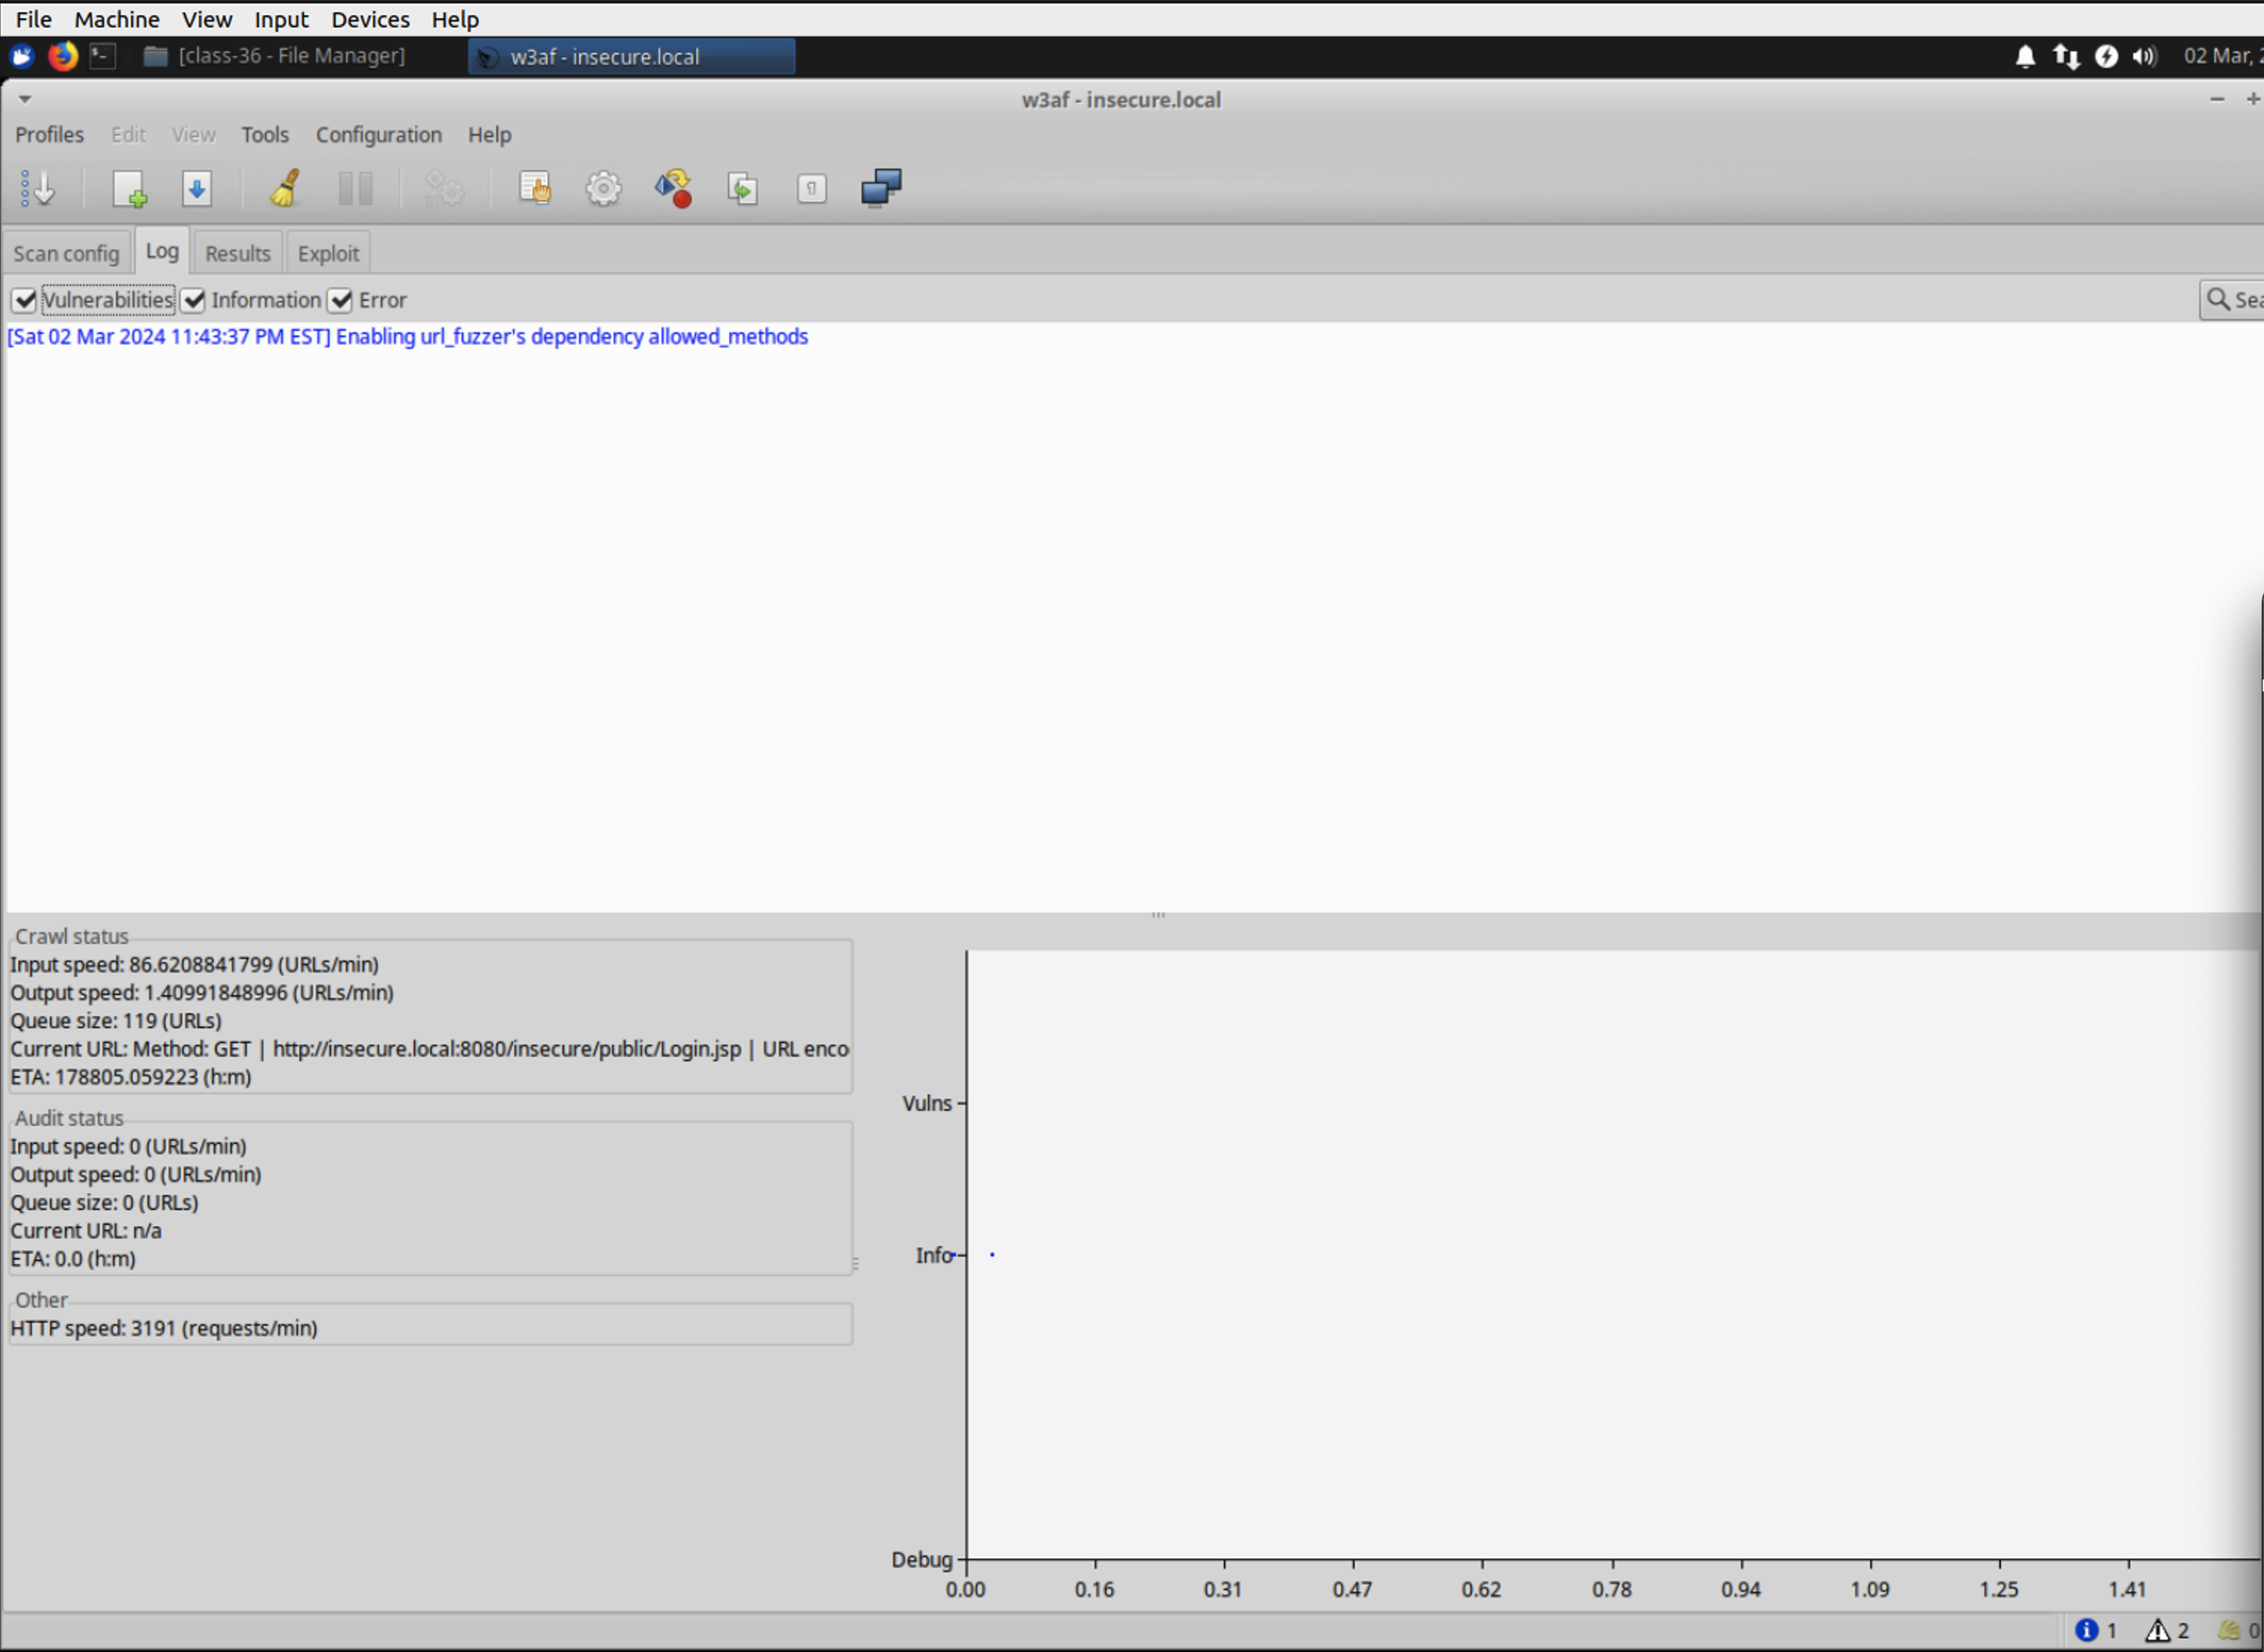 File Machine View Input Devices Help
[class-36 - File Manager] w3af - insecure.local 02 Mar,
w3af - insecure.local
Profiles Edit View Tools Configuration Help
Scan config Log Results Exploit
Vulnerabilities Information Error
[Sat 02 Mar 2024 11:43:37 PM EST] Enabling url_fuzzer's dependency allowed_methods
Crawl status
Input speed: 86.6208841799 (URLs/min)
Output speed: 1.40991848996 (URLs/min)
Queue size: 119 (URLs)
Current URL: Method: GET | http://insecure.local:8080/insecure/public/Login.jsp | URL enco
ETA: 178805.059223 (h:m)
Audit status
Input speed: 0 (URLs/min)
Output speed: 0 (URLs/min)
Queue size: 0 (URLs)
Current URL: n/a
ETA: 0.0 (h:m)
Other
HTTP speed: 3191 (requests/min)
Vulns
Info
Debug
0.00 0.16 0.31 0.47 0.62 0.78 0.94 1.09 1.25 1.41
1 2 0